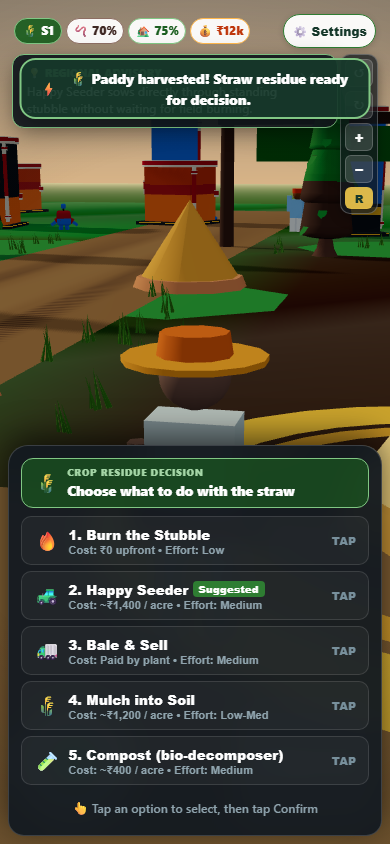 S1
70%
75%
₹12k
Settings
Paddy harvested! Straw residue ready
for decision.
+
−
R
CROP RESIDUE DECISION
Choose what to do with the straw
1. Burn the Stubble
Cost: ₹0 upfront • Effort: Low
TAP
2. Happy Seeder Suggested
Cost: ~₹1,400 / acre • Effort: Medium
TAP
3. Bale & Sell
Cost: Paid by plant • Effort: Medium
TAP
4. Mulch into Soil
Cost: ~₹1,200 / acre • Effort: Low-Med
TAP
5. Compost (bio-decomposer)
Cost: ~₹400 / acre • Effort: Medium
TAP
Tap an option to select, then tap Confirm